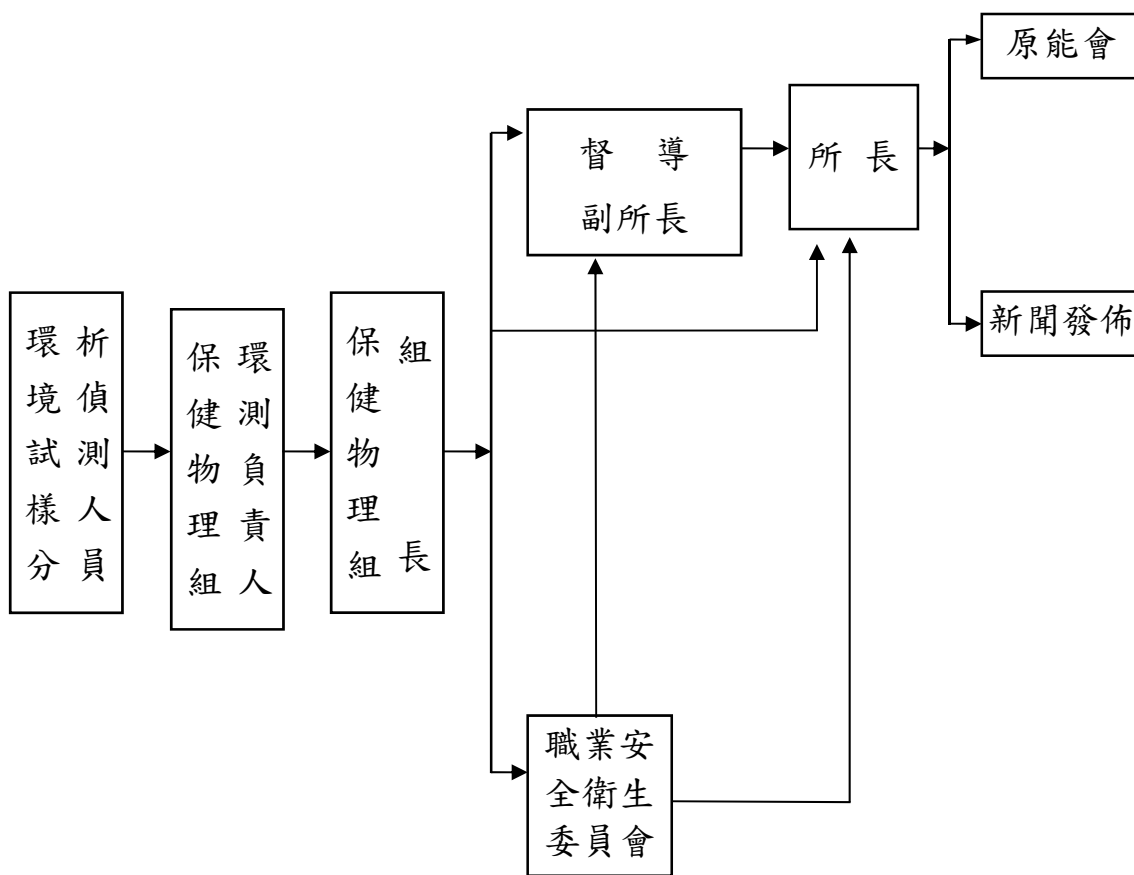 環境試樣分
析偵測人員
保健物理組
環測負責人
保健物理組
組長
督導
副所長
職業安
全衛生
委員會
所長
原能會
新聞發佈